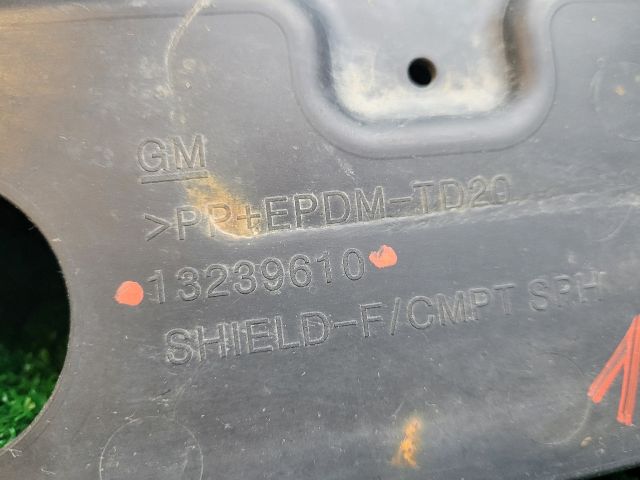 GM
>PP+EPDM-TD20
13239610
SHIELD-F/CMPT SPH